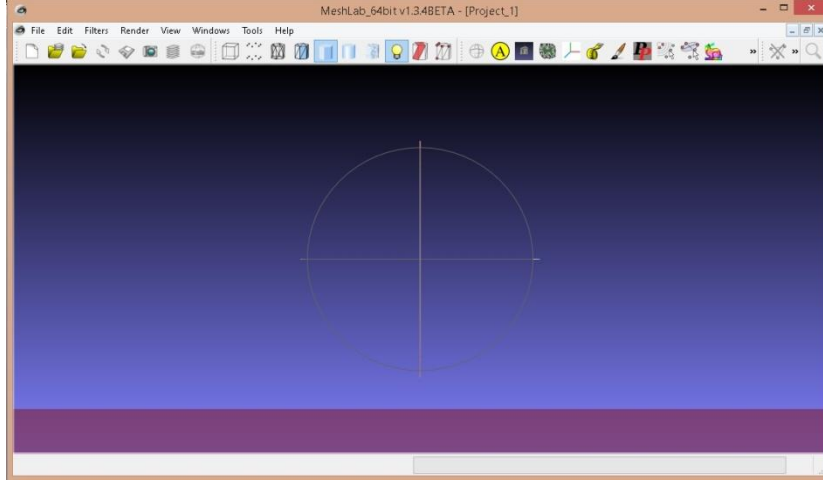 MeshLab_64bit v1.3.4BETA - [Project_1]
File Edit Filters Render View Windows Tools Help
A